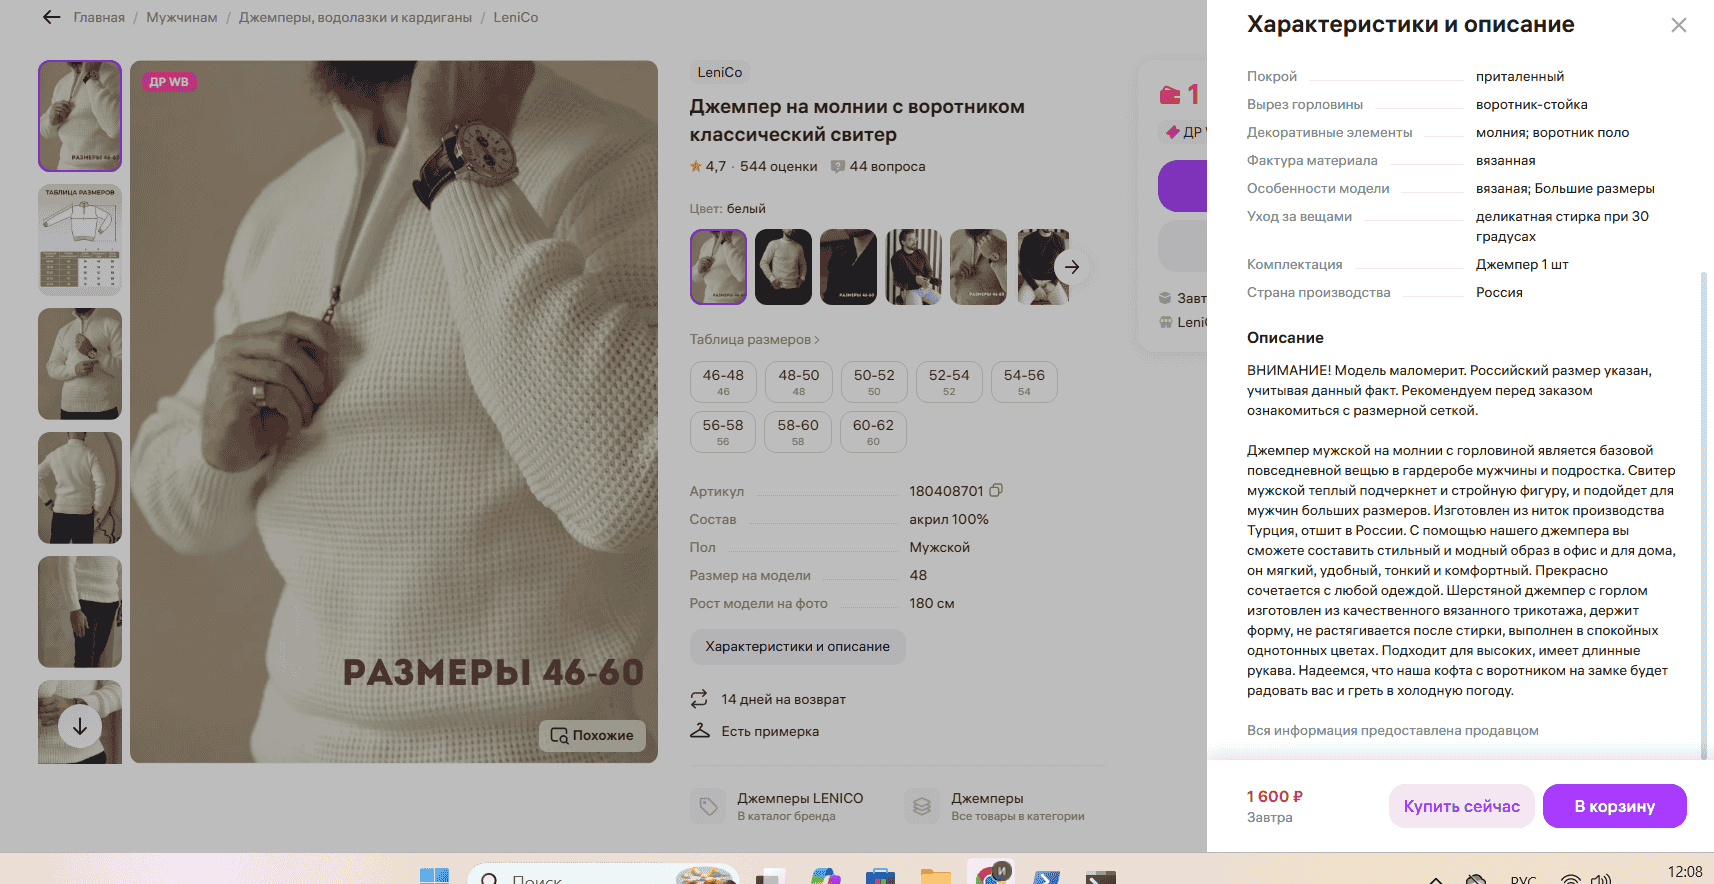 Главная / Мужчинам / Джемперы, водолазки и кардиганы / LeniCo
ДР WB
РАЗМЕРЫ 46-60
Похожие
ТАБЛИЦА РАЗМЕРОВ
LeniCo
Джемпер на молнии с воротником
классический свитер
4,7 · 544 оценки 44 вопроса
Цвет: белый
Таблица размеров
46-48 48-50 50-52 52-54 54-56
46 48 50 52 54
56-58 58-60 60-62
56 58 60
Артикул 180408701
Состав акрил 100%
Пол Мужской
Размер на модели 48
Рост модели на фото 180 см
Характеристики и описание
14 дней на возврат
Есть примерка
Джемперы LENICO
В каталог бренда
Джемперы
Все товары в категории
1
ДР
Завт
LeniC
Характеристики и описание
Покрой приталенный
Вырез горловины воротник-стойка
Декоративные элементы молния; воротник поло
Фактура материала вязанная
Особенности модели вязаная; Большие размеры
Уход за вещами деликатная стирка при 30
градусах
Комплектация Джемпер 1 шт
Страна производства Россия
Описание
ВНИМАНИЕ! Модель маломерит. Российский размер указан,
учитывая данный факт. Рекомендуем перед заказом
ознакомиться с размерной сеткой.
Джемпер мужской на молнии с горловиной является базовой
повседневной вещью в гардеробе мужчины и подростка. Свитер
мужской теплый подчеркнет и стройную фигуру, и подойдет для
мужчин больших размеров. Изготовлен из ниток производства
Турция, отшит в России. С помощью нашего джемпера вы
сможете составить стильный и модный образ в офис и для дома,
он мягкий, удобный, тонкий и комфортный. Прекрасно
сочетается с любой одеждой. Шерстяной джемпер с горлом
изготовлен из качественного вязанного трикотажа, держит
форму, не растягивается после стирки, выполнен в спокойных
однотонных цветах. Подходит для высоких, имеет длинные
рукава. Надеемся, что наша кофта с воротником на замке будет
радовать вас и греть в холодную погоду.
Вся информация предоставлена продавцом
1 600 ₽
Завтра
Купить сейчас
В корзину
Поиск
И
РУС
12:08